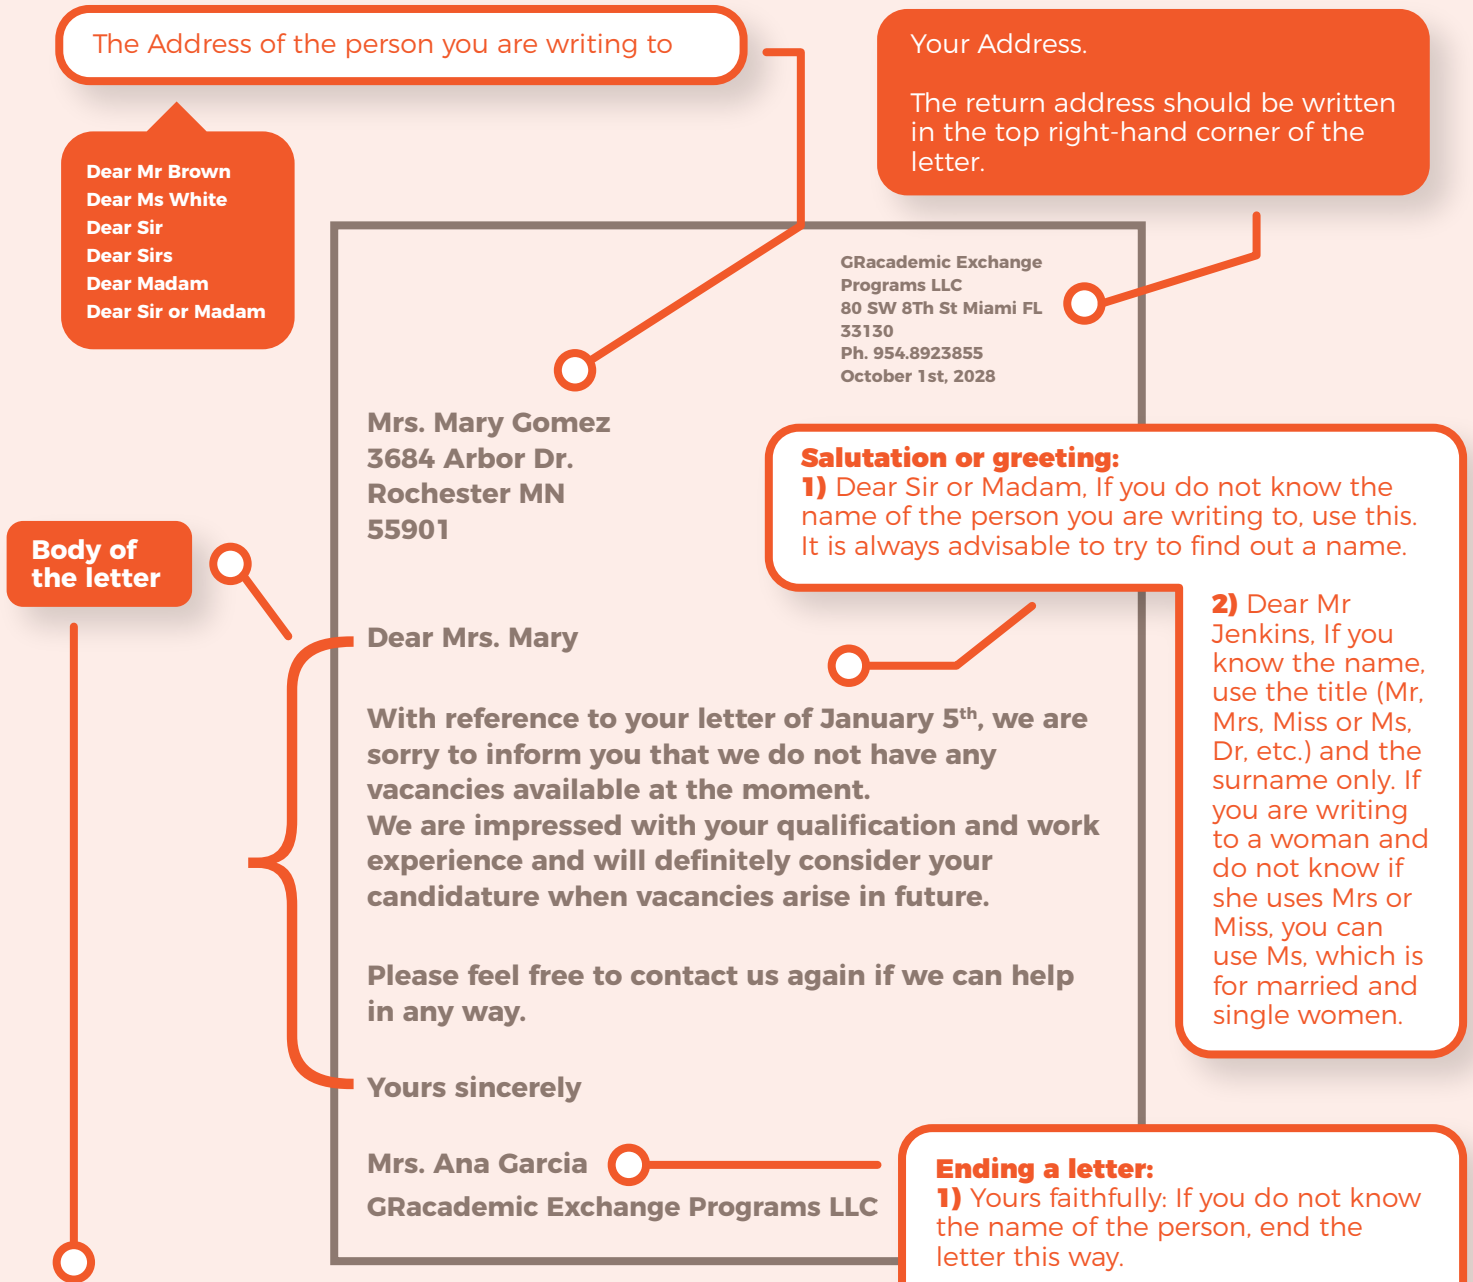 The Address of the person you are writing to
Your Address.
The return address should be written
in the top right-hand corner of the
letter.
Dear Mr Brown
Dear Ms White
Dear Sir
Dear Sirs
Dear Madam
Dear Sir or Madam
GRacademic Exchange
Programs LLC
80 SW 8Th St Miami FL
33130
Ph. 954.8923855
October 1st, 2028
Mrs. Mary Gomez
3684 Arbor Dr.
Rochester MN
55901
Salutation or greeting:
1) Dear Sir or Madam, If you do not know the
name of the person you are writing to, use this.
It is always advisable to try to find out a name.
2) Dear Mr
Jenkins, If you
know the name,
use the title (Mr,
Mrs, Miss or Ms,
Dr, etc.) and the
surname only. If
you are writing
to a woman and
do not know if
she uses Mrs or
Miss, you can
use Ms, which is
for married and
single women.
Body of
the letter
Dear Mrs. Mary
With reference to your letter of January 5th, we are
sorry to inform you that we do not have any
vacancies available at the moment.
We are impressed with your qualification and work
experience and will definitely consider your
candidature when vacancies arise in future.
Please feel free to contact us again if we can help
in any way.
Yours sincerely
Mrs. Ana Garcia
GRacademic Exchange Programs LLC
Ending a letter:
1) Yours faithfully: If you do not know
the name of the person, end the
letter this way.